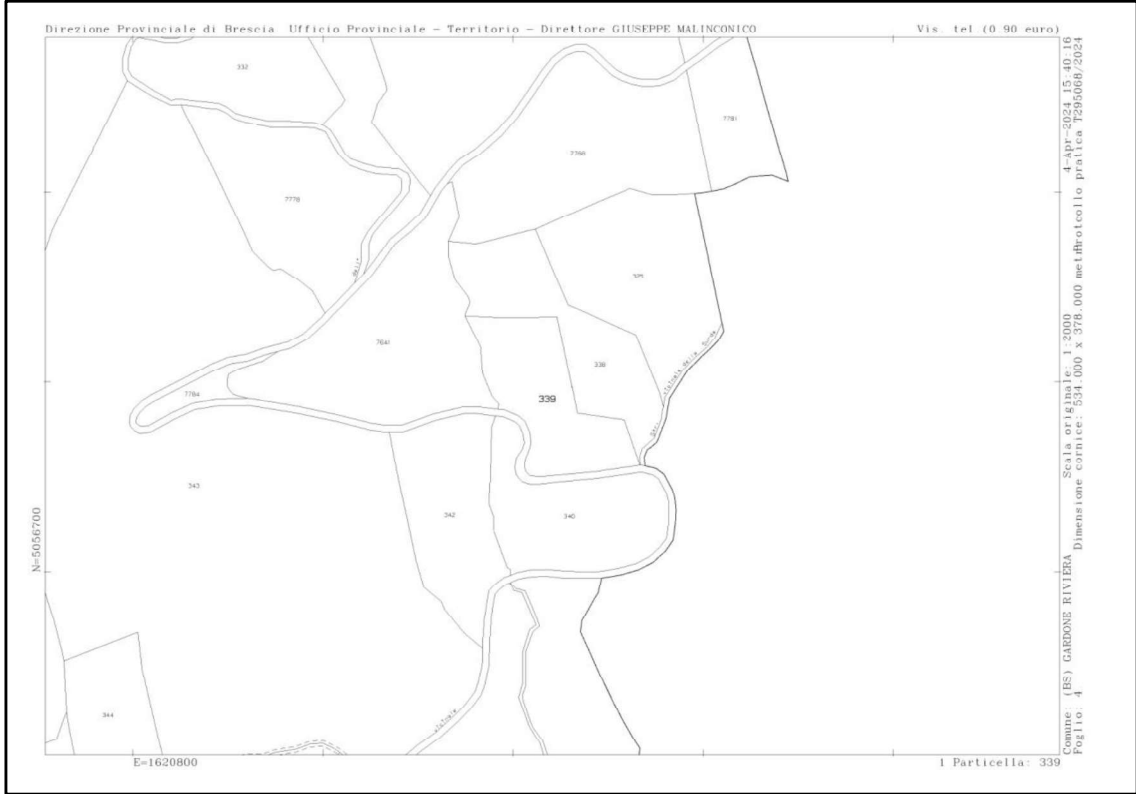 Direzione Provinciale di Brescia Ufficio Provinciale - Territorio - Direttore GIUSEPPE MALINCONICO
Vis. tel (0.90 euro)
332
7781
7778
7641
338
339
7784
343
342
340
344
vicinale
N=5056700
E=1620800
1 Particella: 339
Comune: (BS) GARDONE RIVIERA
Foglio: 4
Scala originale: 1:2000
Dimensione cornice: 534.000 x 378.000 metri
4-Apr-2024 15:40:16
Protocollo pratica T295068/2024